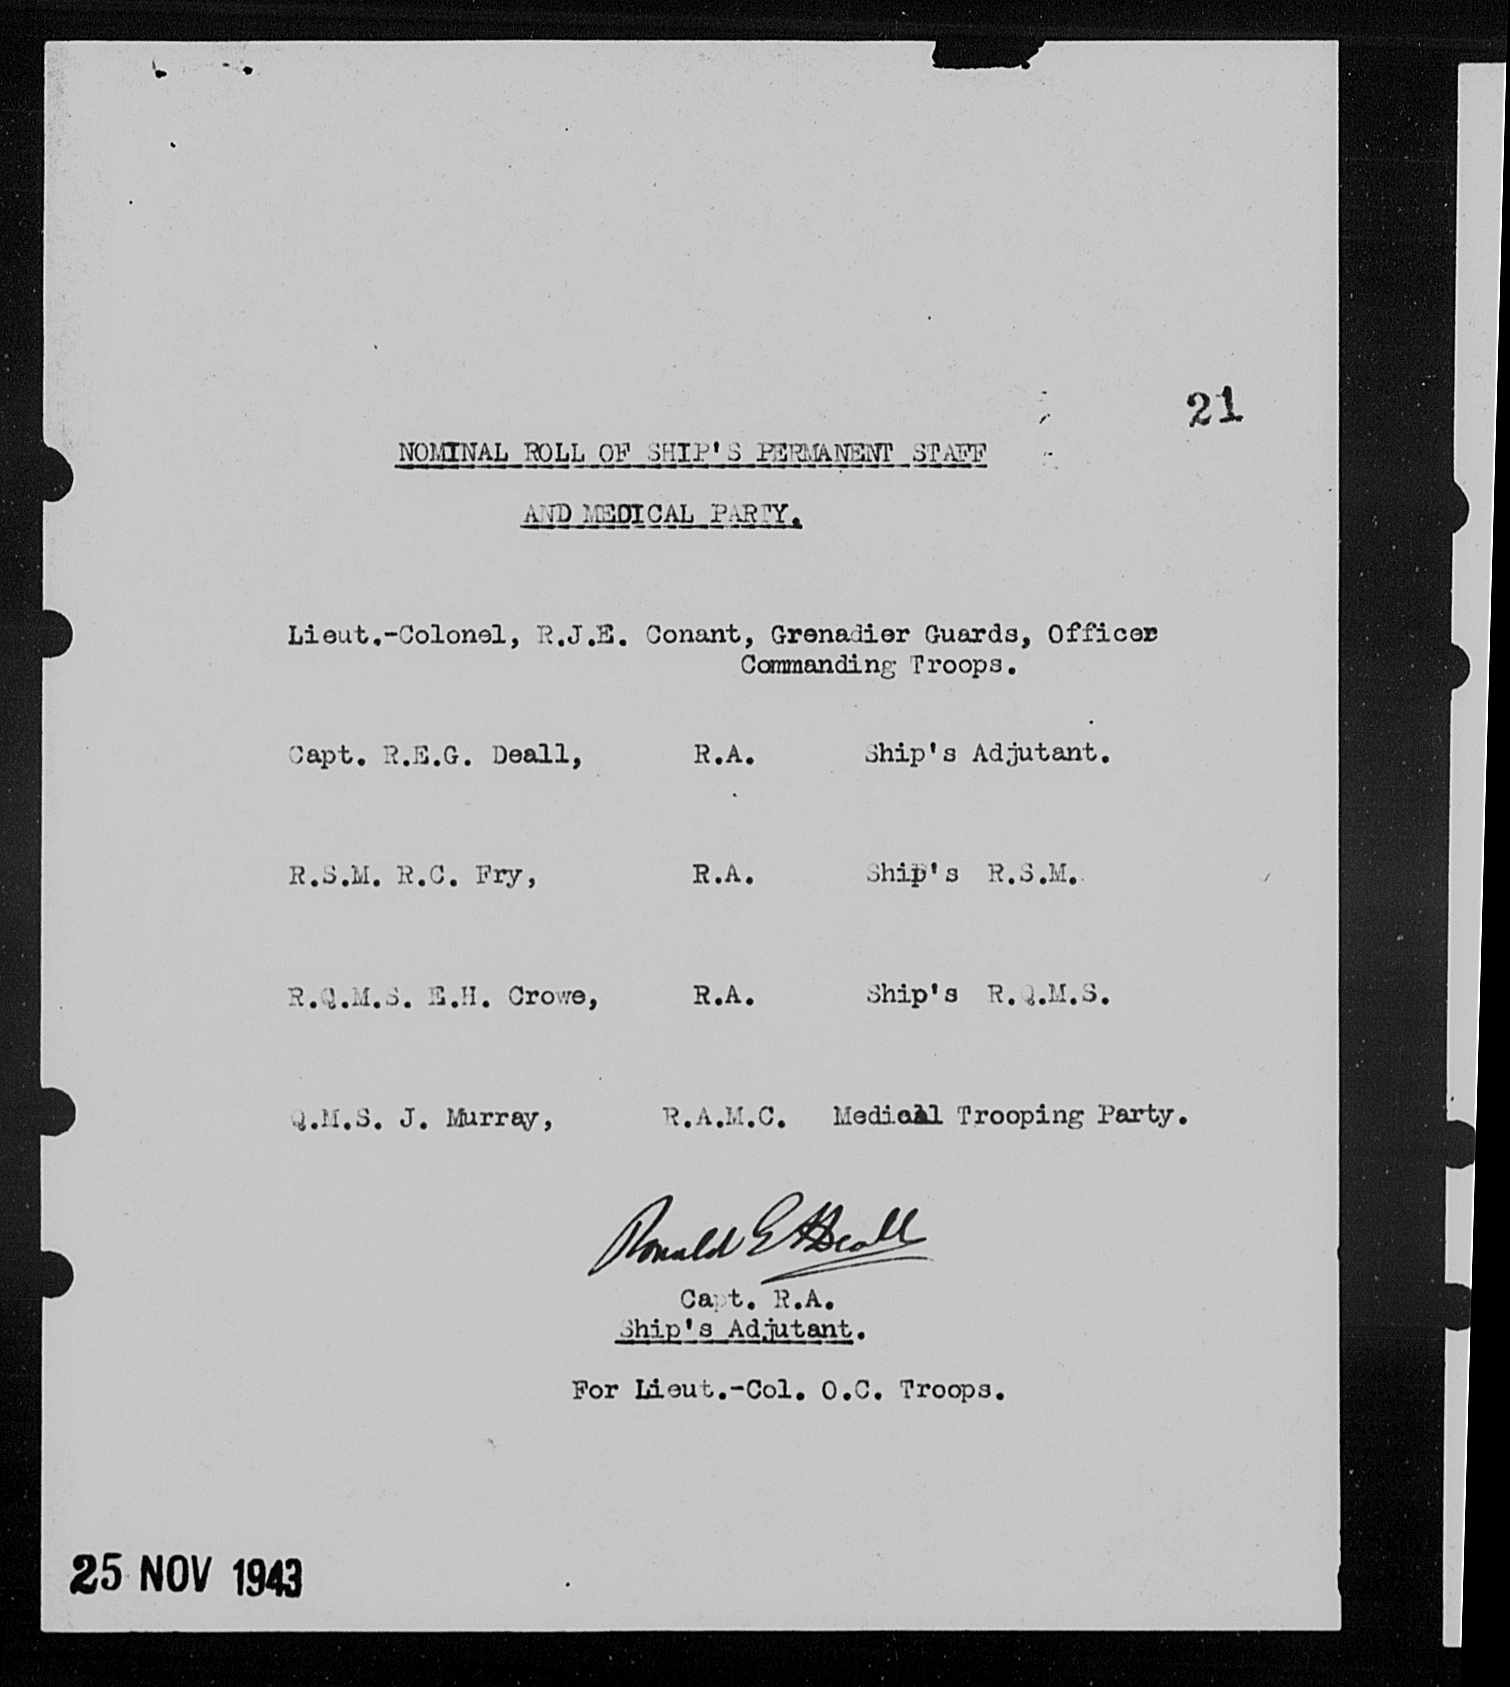 21
NOMINAL ROLL OF SHIP'S PERMANENT STAFF
AND MEDICAL PARTY.
Lieut.-Colonel, R.J.E. Conant, Grenadier Guards, Officer
Commanding Troops.
Capt. R.E.G. Deall, R.A. Ship's Adjutant.
R.S.M. R.C. Fry, R.A. Ship's R.S.M.
R.Q.M.S. E.H. Crowe, R.A. Ship's R.Q.M.S.
Q.M.S. J. Murray, R.A.M.C. Medical Trooping Party.
Ronald E G Deall
Capt. R.A.
Ship's Adjutant.
For Lieut.-Col. O.C. Troops.
25 NOV 1943